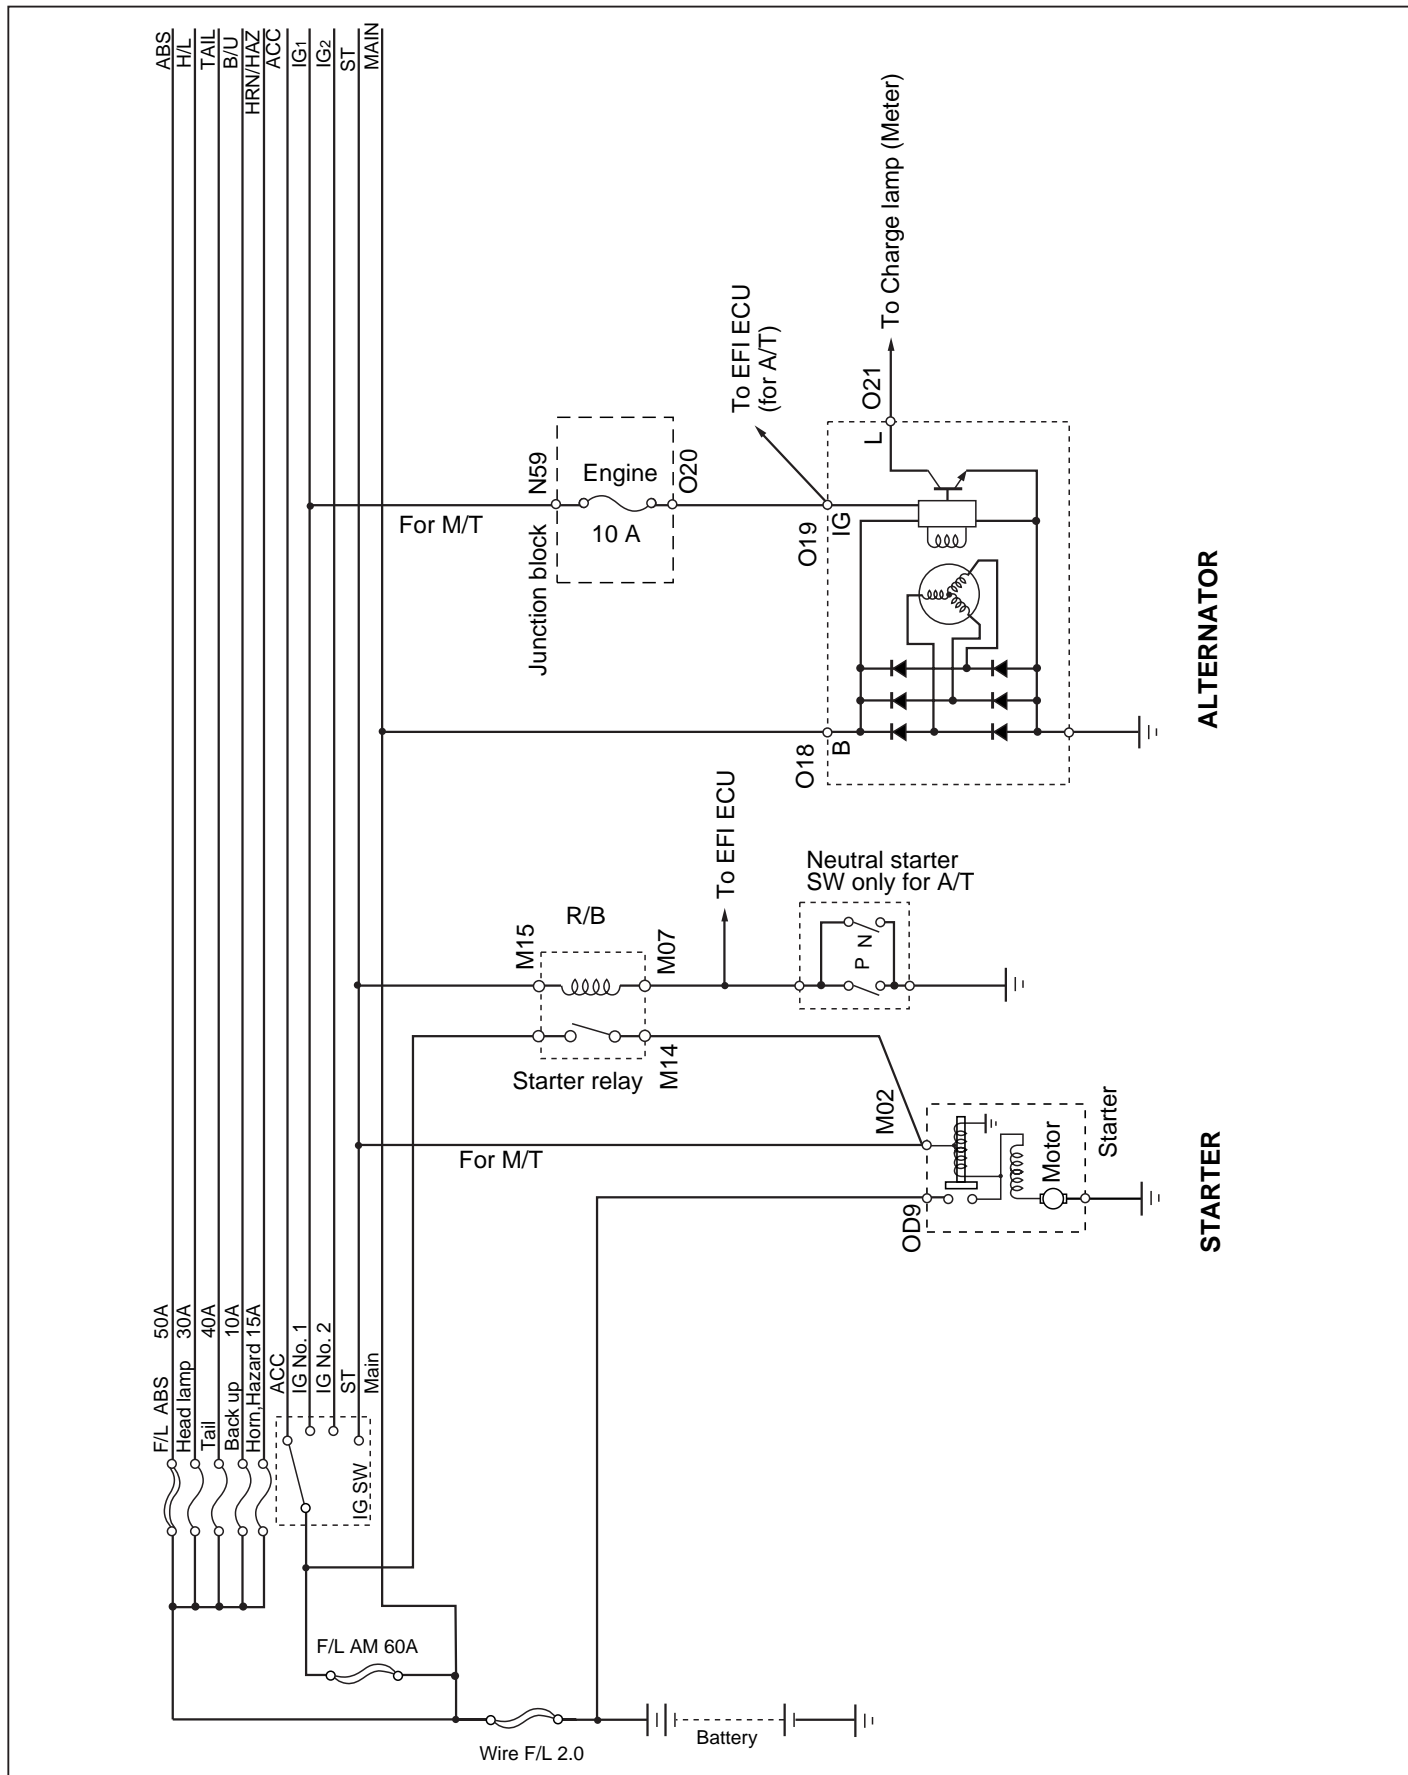 ABS
H/L
TAIL
B/U
HRN/HAZ
ACC
IG1
IG2
ST
MAIN
To Charge lamp (Meter)
To EFI ECU
(for A/T)
O21
L
N59
Engine
10 A
O20
For M/T
Junction block
O19
IG
ALTERNATOR
O18
B
To EFI ECU
Neutral starter
SW only for A/T
P
N
R/B
M15
M07
Starter relay
M14
M02
For M/T
OD9
Motor
Starter
STARTER
F/L ABS 50A
Head lamp 30A
Tail 40A
Back up 10A
Horn,Hazard 15A
ACC
IG No. 1
IG No. 2
ST
Main
IG SW
F/L AM 60A
Wire F/L 2.0
Battery